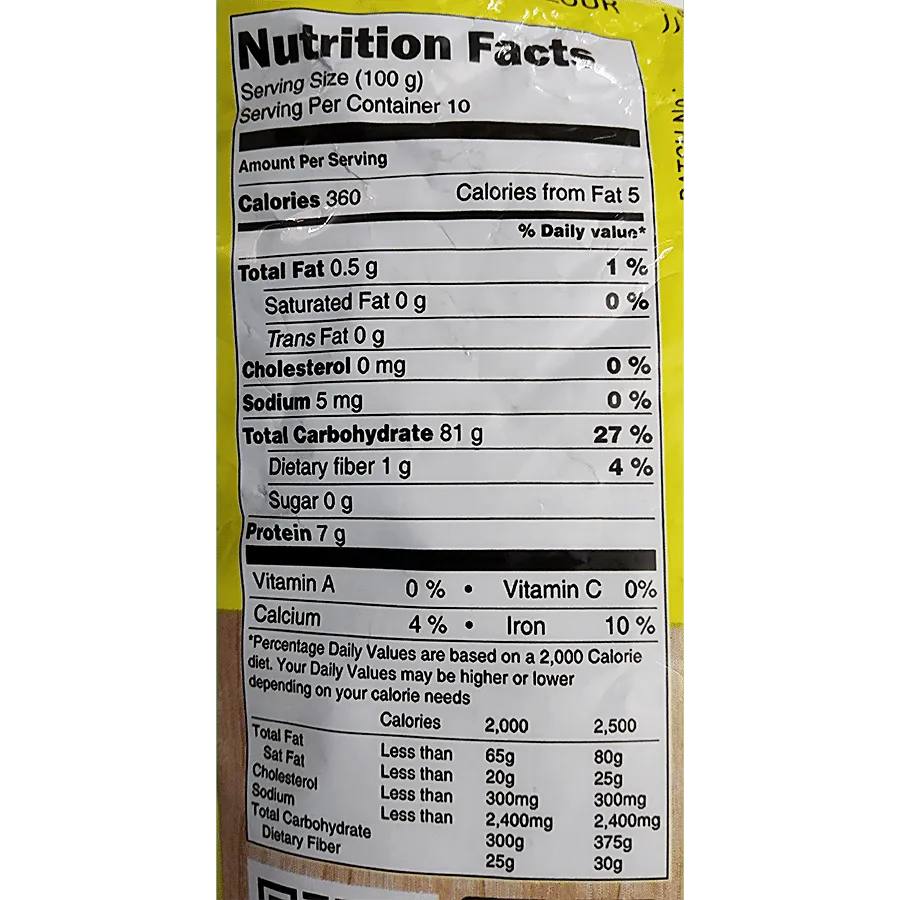 Nutrition Facts
Serving Size (100 g)
Serving Per Container 10
Amount Per Serving
Calories 360 Calories from Fat 5
% Daily value*
Total Fat 0.5 g 1 %
Saturated Fat 0 g 0 %
Trans Fat 0 g
Cholesterol 0 mg 0 %
Sodium 5 mg 0 %
Total Carbohydrate 81 g 27 %
Dietary fiber 1 g 4 %
Sugar 0 g
Protein 7 g
Vitamin A 0 % • Vitamin C 0%
Calcium 4 % • Iron 10 %
*Percentage Daily Values are based on a 2,000 Calorie
diet. Your Daily Values may be higher or lower
depending on your calorie needs
Calories 2,000 2,500
Total Fat Less than 65g 80g
Sat Fat Less than 20g 25g
Cholesterol Less than 300mg 300mg
Sodium Less than 2,400mg 2,400mg
Total Carbohydrate 300g 375g
Dietary Fiber 25g 30g